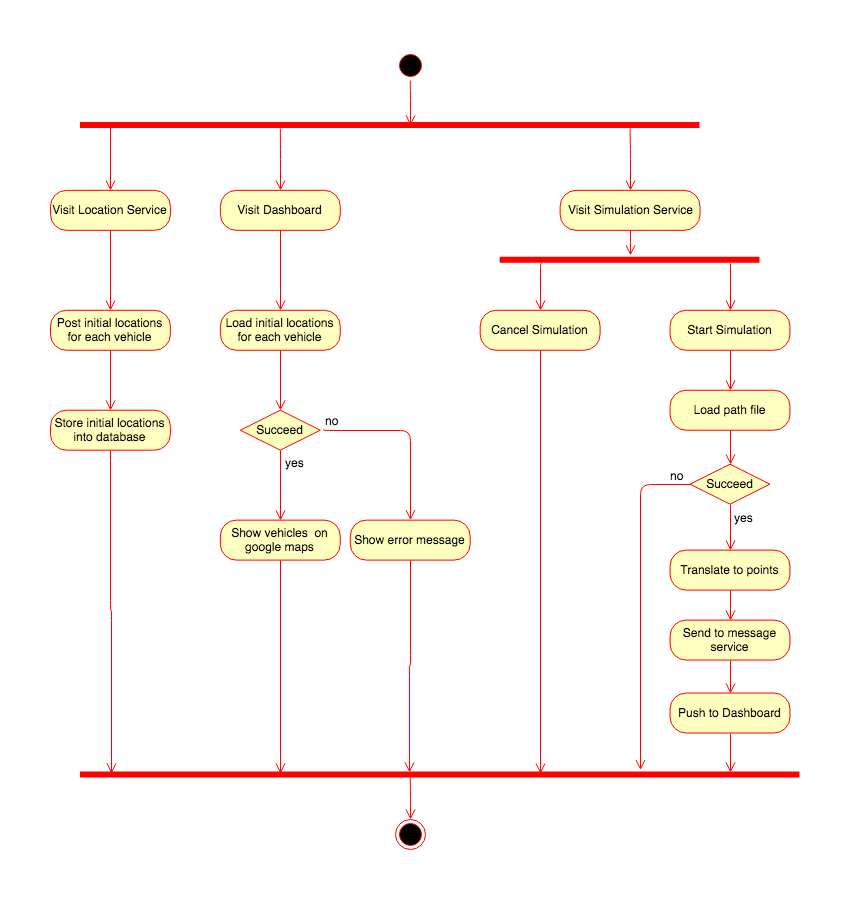 Visit Location Service
Visit Dashboard
Visit Simulation Service
Post initial locations
for each vehicle
Load initial locations
for each vehicle
Cancel Simulation
Start Simulation
Store initial locations
into database
Succeed
no
yes
Load path file
Succeed
no
yes
Show vehicles on
google maps
Show error message
Translate to points
Send to message
service
Push to Dashboard